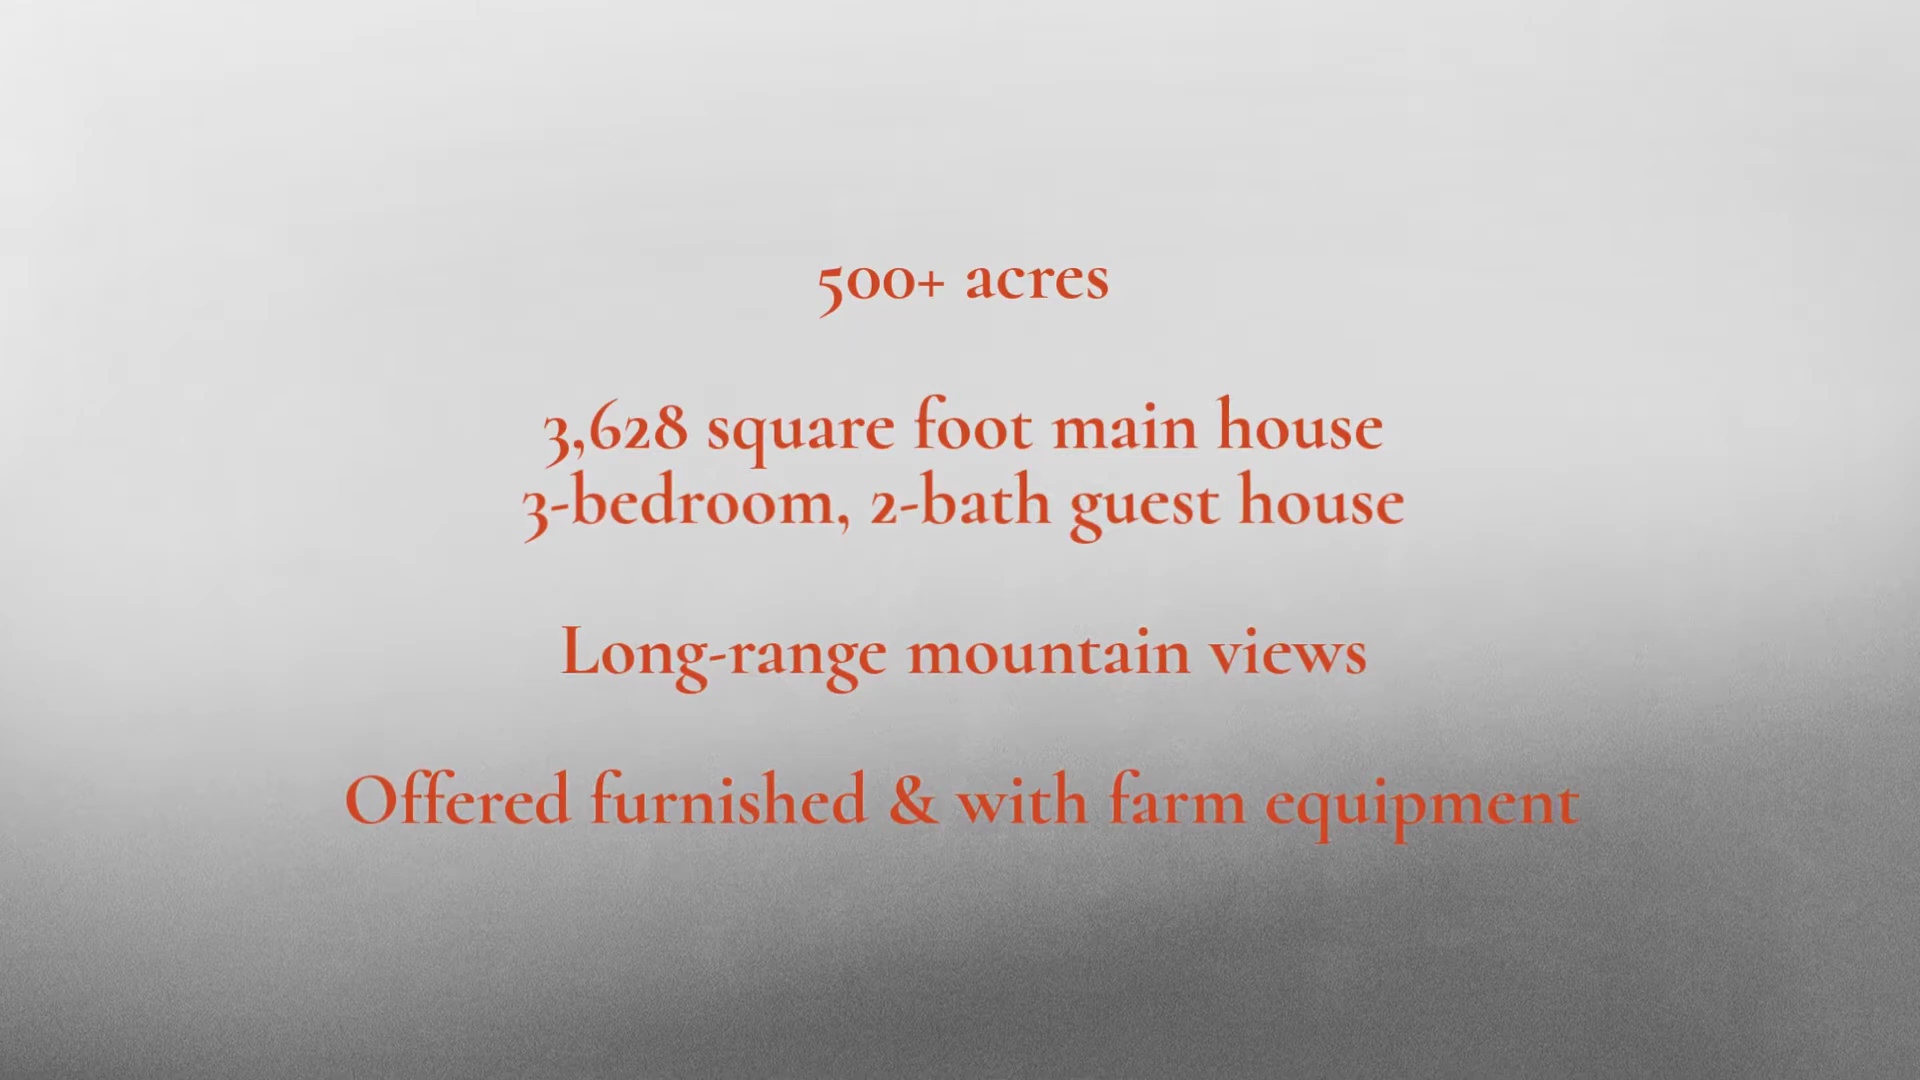 500+ acres
3,628 square foot main house
3-bedroom, 2-bath guest house
Long-range mountain views
Offered furnished & with farm equipment